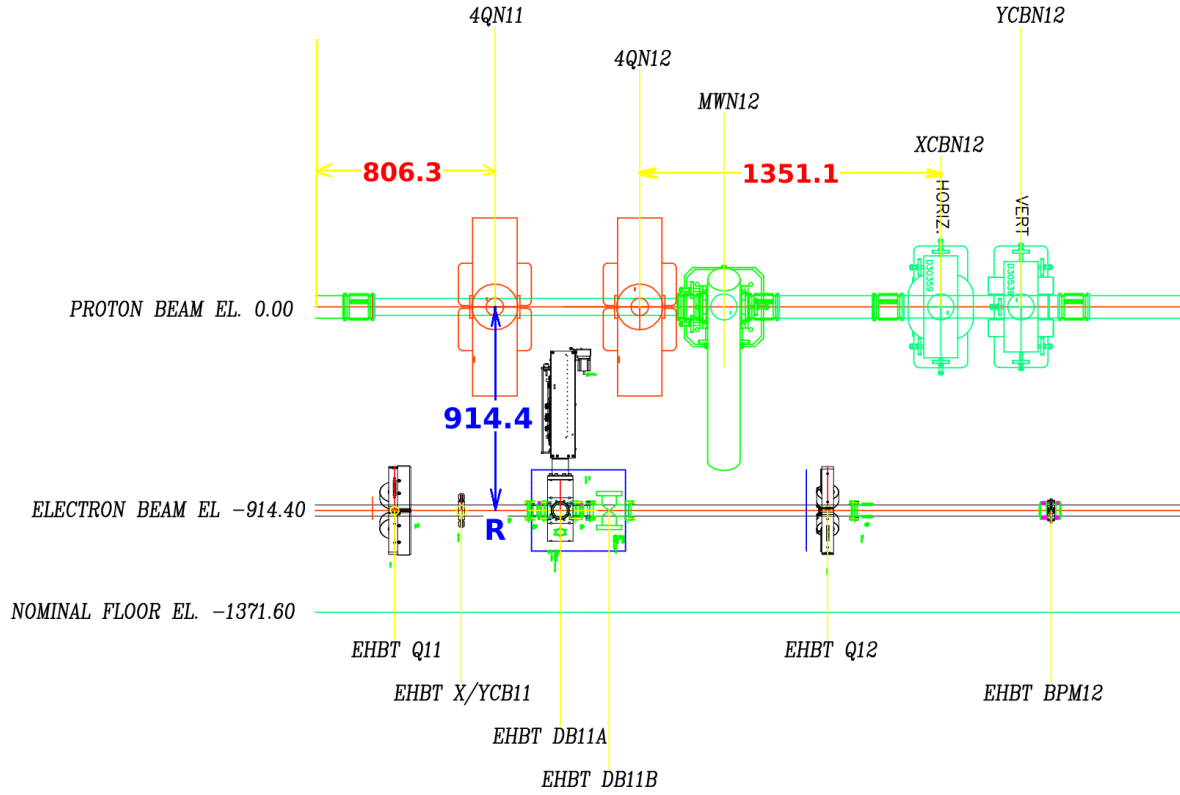 4QN11
YCBN12
4QN12
MWN12
XCBN12
806.3
1351.1
HORIZ.
VERT
D30359
PROTON BEAM EL. 0.00
914.4
ELECTRON BEAM EL -914.40
R
NOMINAL FLOOR EL. -1371.60
EHBT Q11
EHBT Q12
EHBT X/YCB11
EHBT BPM12
EHBT DB11A
EHBT DB11B